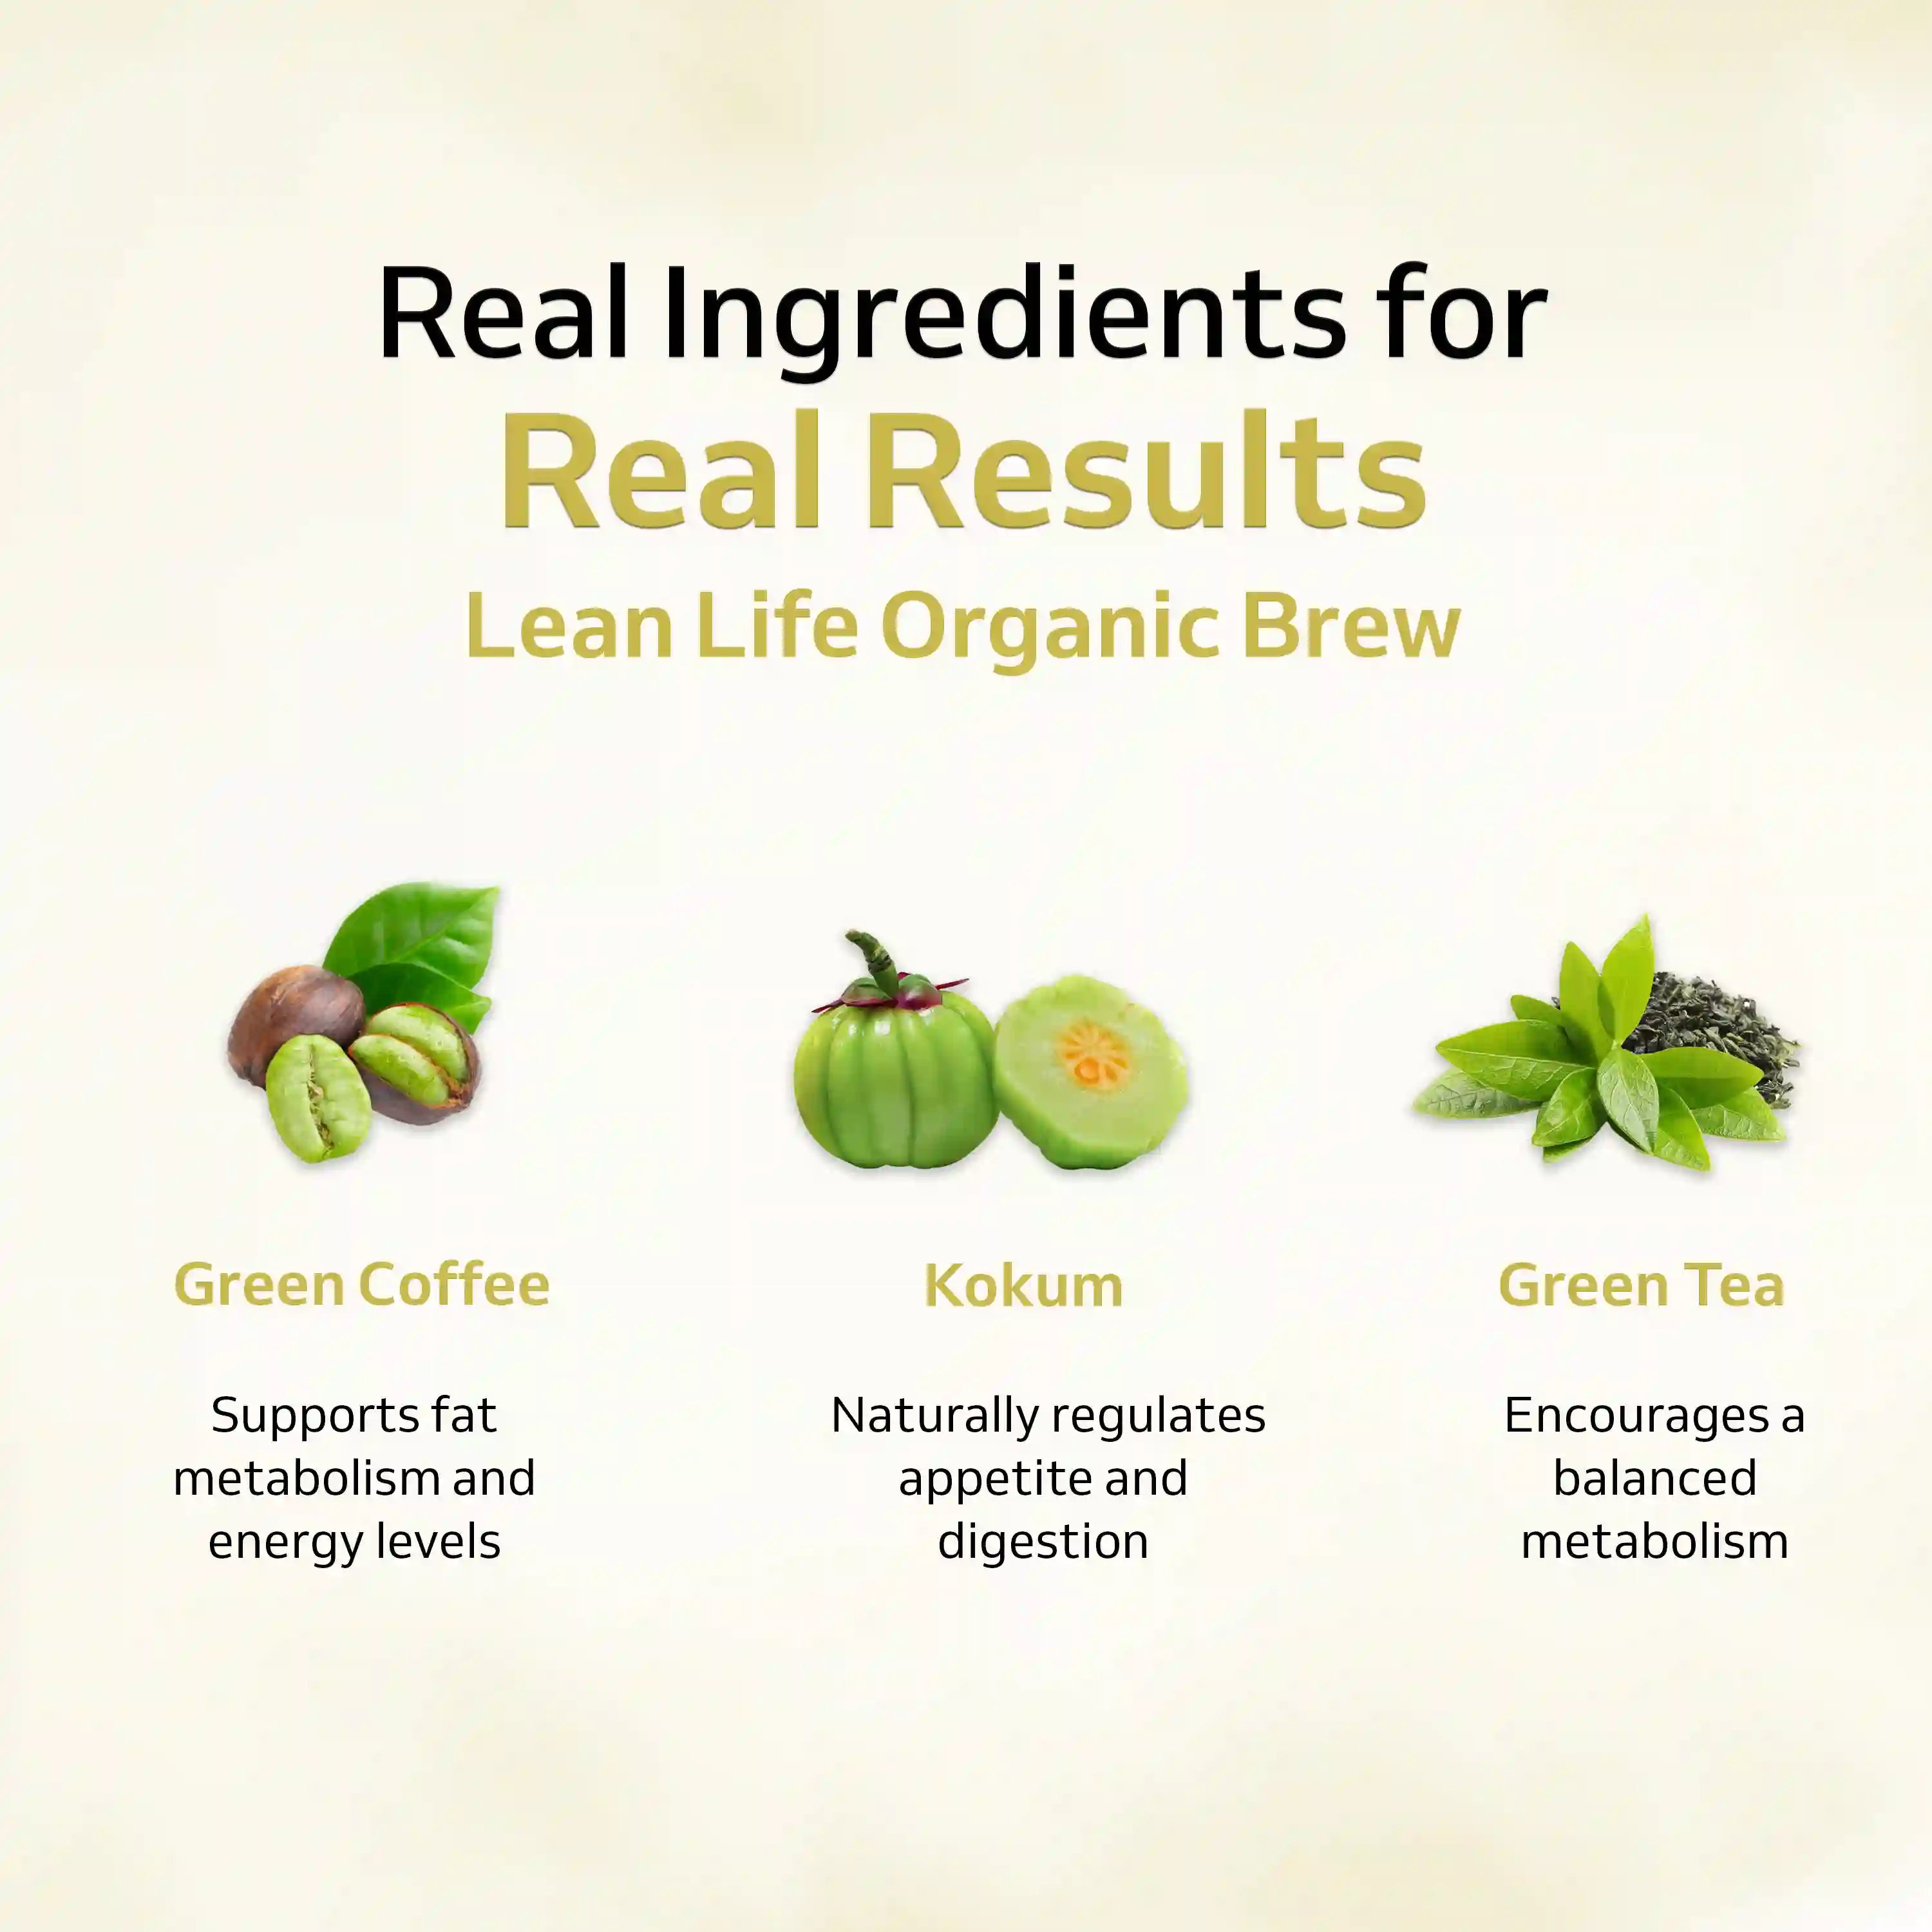 Real Ingredients for
Real Results
Lean Life Organic Brew
Green Coffee
Supports fat
metabolism and
energy levels
Kokum
Naturally regulates
appetite and
digestion
Green Tea
Encourages a
balanced
metabolism